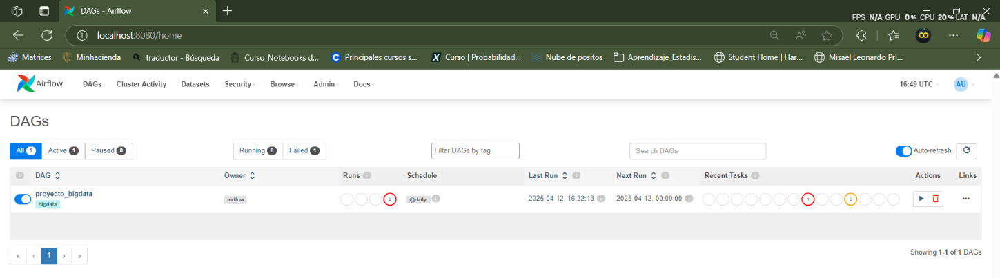 DAGs - Airflow
FPS N/A GPU 0 % CPU 20 % LAT N/A
localhost:8080/home
Matrices Minhacienda traductor - Búsqueda Curso_Notebooks d... Principales cursos s... Curso | Probabilidad... Nube de positos Aprendizaje_Estadis... Student Home | Har... Misael Leonardo Pri...
Airflow DAGs Cluster Activity Datasets Security Browse Admin Docs 16:49 UTC AU
DAGs
All 1 Active 1 Paused 0 Running 0 Failed 1 Filter DAGs by tag Search DAGs Auto-refresh
DAG Owner Runs Schedule Last Run Next Run Recent Tasks Actions Links
proyecto_bigdata airflow 2 @daily 2025-04-12, 16:32:13 2025-04-12, 00:00:00 1 6
bigdata
« ‹ 1 › » Showing 1-1 of 1 DAGs